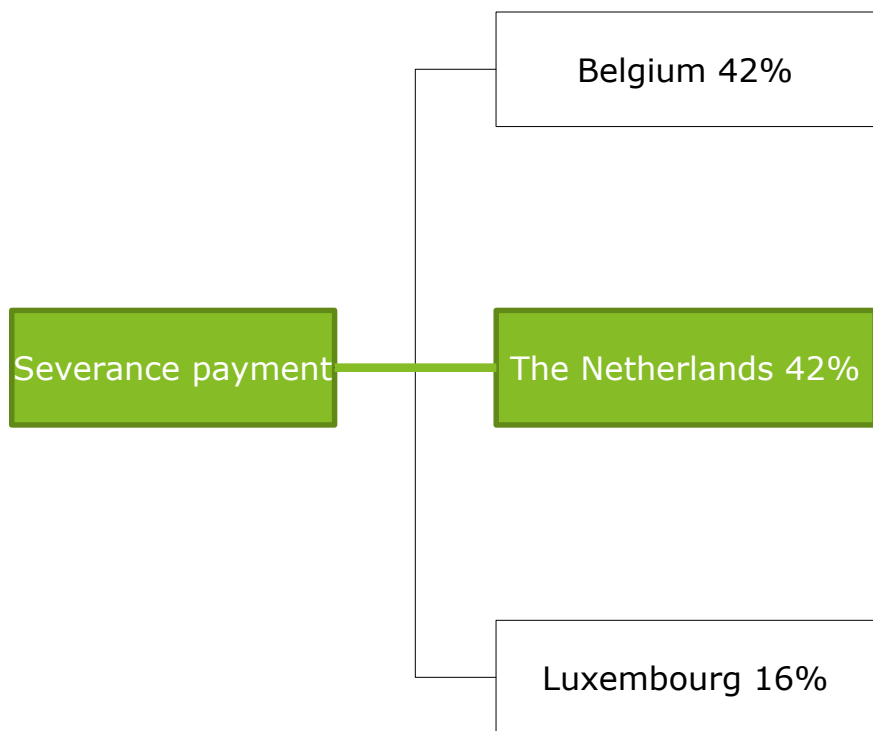 Belgium 42%
Severance payment
The Netherlands 42%
Luxembourg 16%